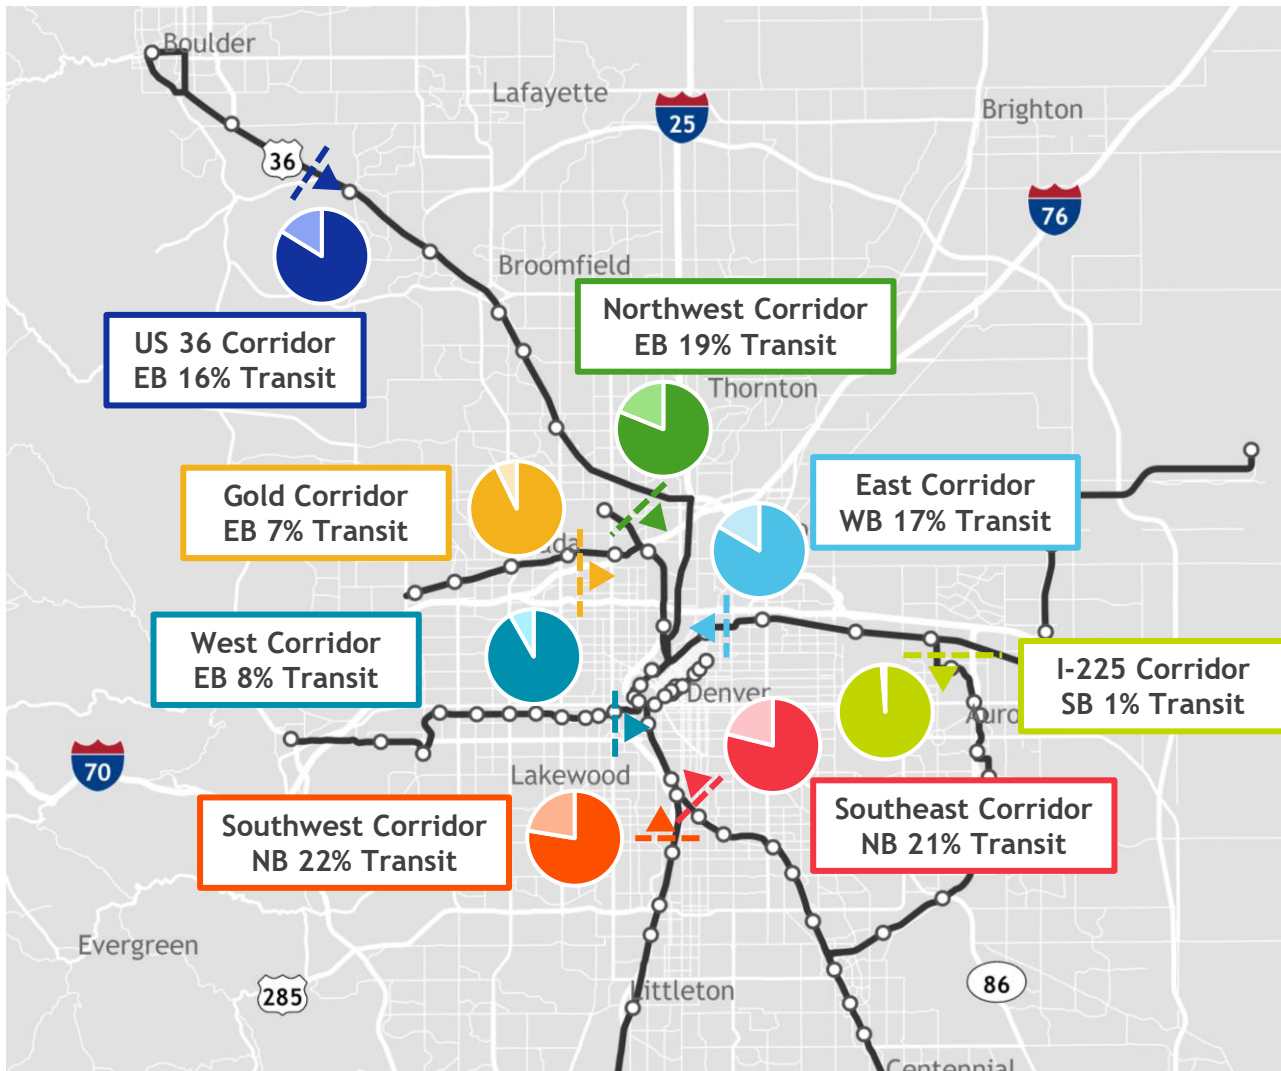 Boulder
Lafayette
25
Brighton
36
76
Broomfield
Northwest Corridor
EB 19% Transit
US 36 Corridor
EB 16% Transit
Thornton
Gold Corridor
EB 7% Transit
East Corridor
WB 17% Transit
West Corridor
EB 8% Transit
I-225 Corridor
SB 1% Transit
Denver
70
Lakewood
Southwest Corridor
NB 22% Transit
Southeast Corridor
NB 21% Transit
Evergreen
285
Littleton
86
Centennial